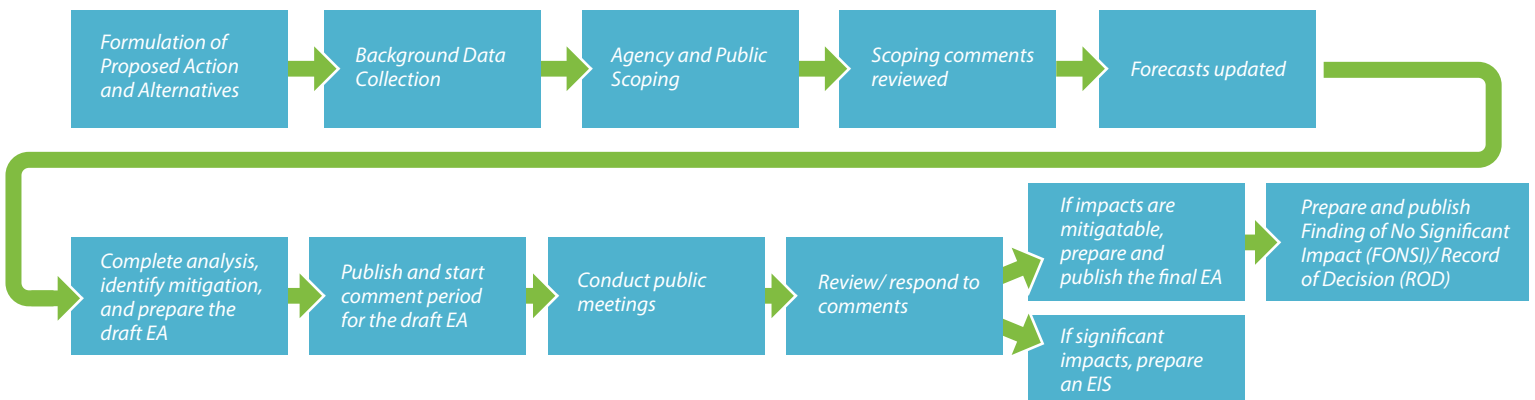 Formulation of
Proposed Action
and Alternatives
Background Data
Collection
Agency and Public
Scoping
Scoping comments
reviewed
Forecasts updated
Complete analysis,
identify mitigation,
and prepare the
draft EA
Publish and start
comment period
for the draft EA
Conduct public
meetings
Review/ respond to
comments
If impacts are
mitigatable,
prepare and
publish the final EA
Prepare and publish
Finding of No Significant
Impact (FONSI)/ Record
of Decision (ROD)
If significant
impacts, prepare
an EIS